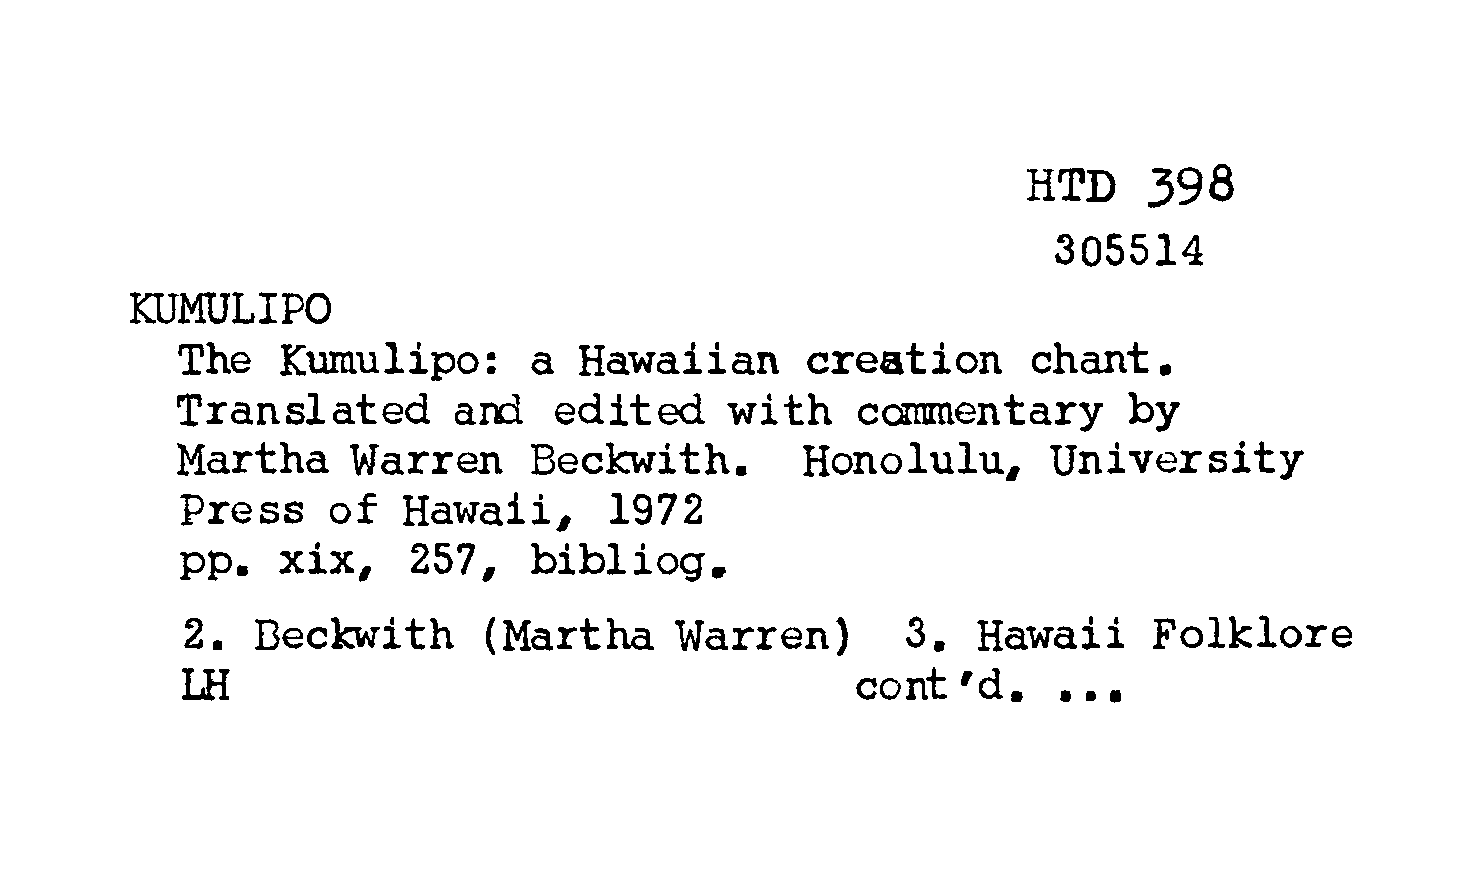 HTD 398
305514
KUMULIPO
The Kumulipo: a Hawaiian creation chant.
Translated and edited with commentary by
Martha Warren Beckwith. Honolulu, University
Press of Hawaii, 1972
pp. xix, 257, bibliog.
2. Beckwith (Martha Warren) 3. Hawaii Folklore
LH cont'd. ...